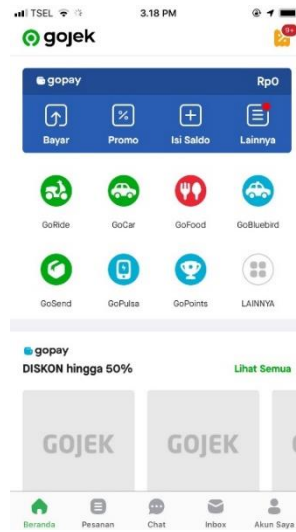 TSEL 3.18 PM
gojek
9+
gopay Rp0
Bayar Promo Isi Saldo Lainnya
GoRide GoCar GoFood GoBluebird
GoSend GoPulsa GoPoints LAINNYA
gopay
DISKON hingga 50% Lihat Semua
GOJEK GOJEK
Beranda Pesanan Chat Inbox Akun Saya